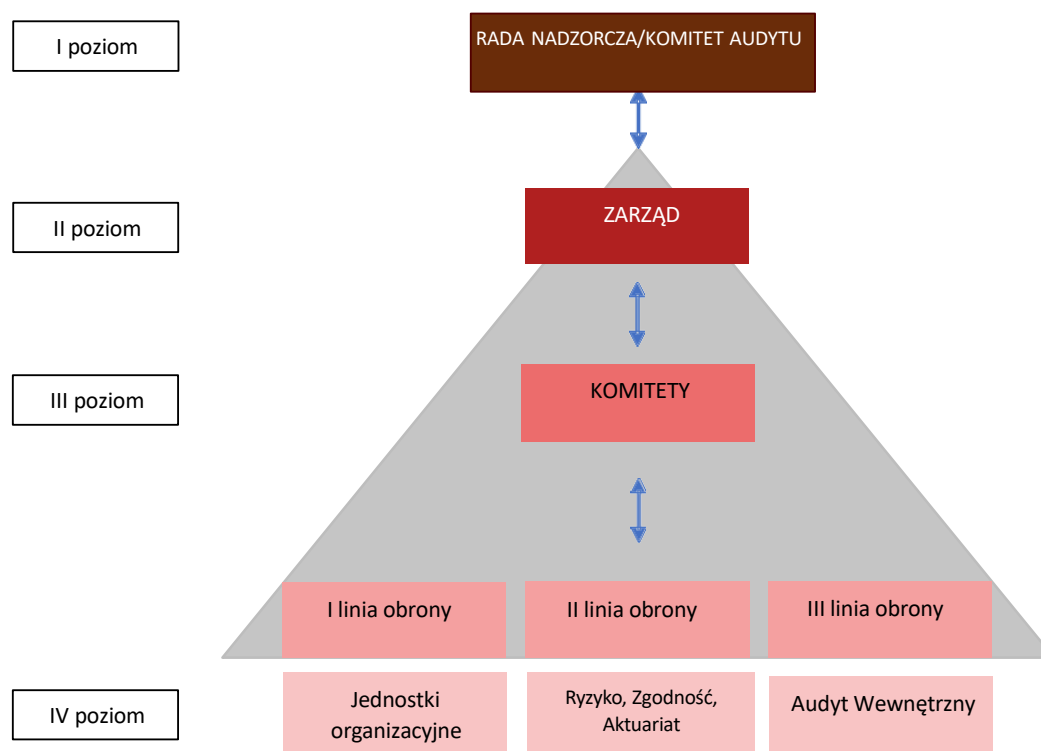 I poziom
RADA NADZORCZA/KOMITET AUDYTU
II poziom
ZARZĄD
III poziom
KOMITETY
I linia obrony
II linia obrony
III linia obrony
IV poziom
Jednostki
organizacyjne
Ryzyko, Zgodność,
Aktuariat
Audyt Wewnętrzny